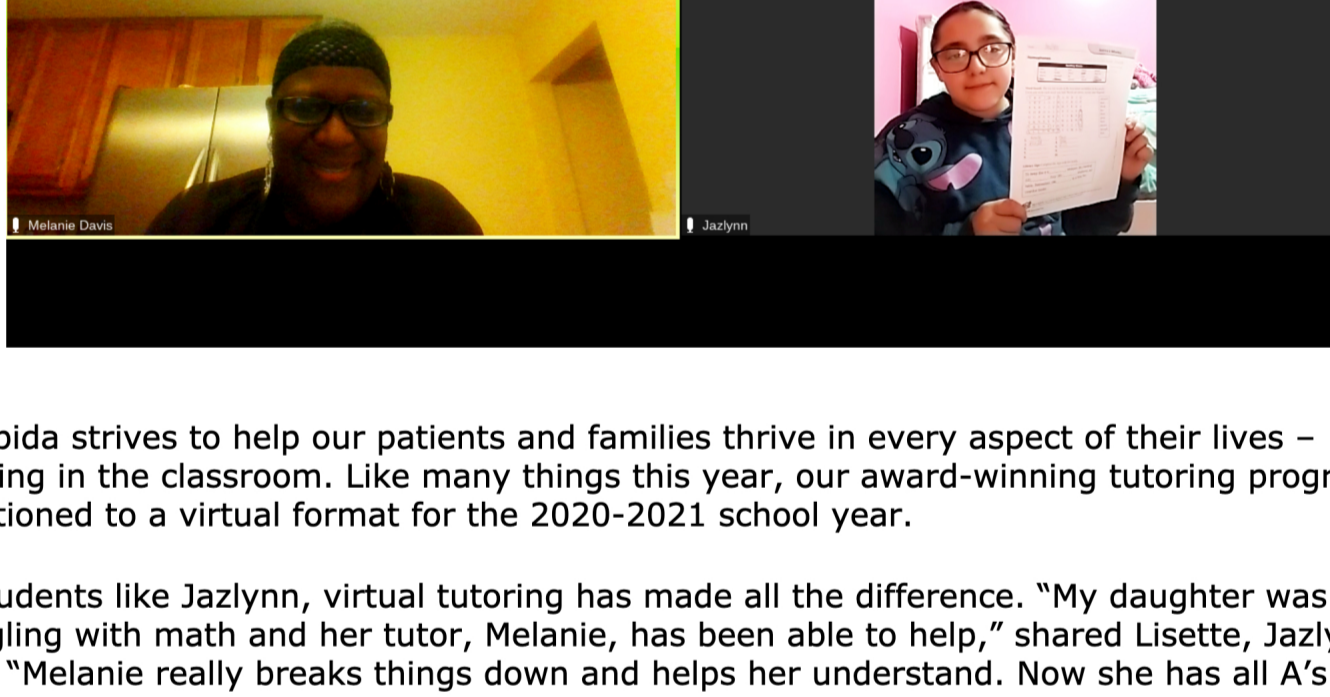 Melanie Davis
Jazlynn
bida strives to help our patients and families thrive in every aspect of their lives –
ing in the classroom. Like many things this year, our award-winning tutoring progr
tioned to a virtual format for the 2020-2021 school year.
udents like Jazlynn, virtual tutoring has made all the difference. “My daughter was
gling with math and her tutor, Melanie, has been able to help,” shared Lisette, Jazly
“Melanie really breaks things down and helps her understand. Now she has all A’s